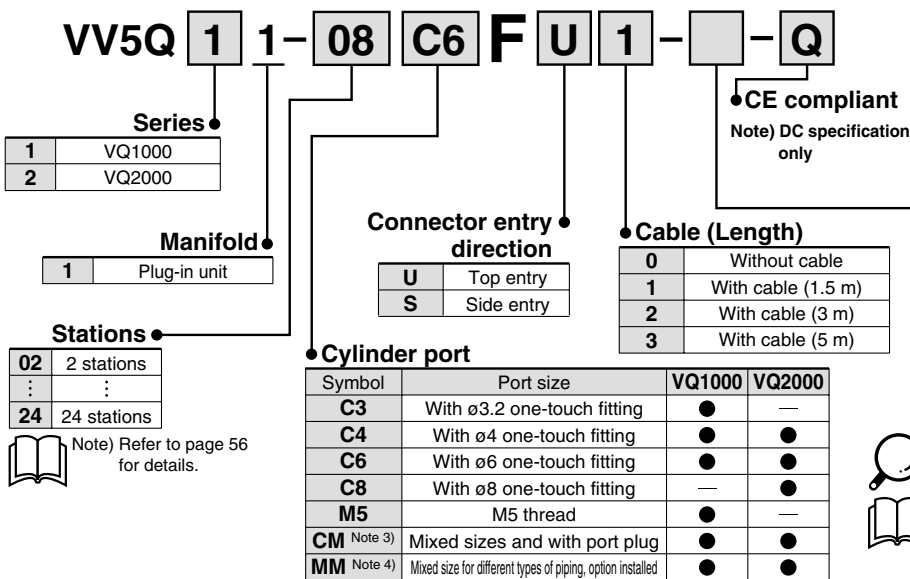 VV5Q 1 1 – 08 C6 F U 1 – – Q
CE compliant
Note) DC specification
only
Series
1 VQ1000
2 VQ2000
Manifold
1 Plug-in unit
Stations
02 2 stations
⋮ ⋮
24 24 stations
Note) Refer to page 56
for details.
Connector entry
direction
U Top entry
S Side entry
Cable (Length)
0 Without cable
1 With cable (1.5 m)
2 With cable (3 m)
3 With cable (5 m)
Cylinder port
Symbol Port size VQ1000 VQ2000
C3 With ø3.2 one-touch fitting ● —
C4 With ø4 one-touch fitting ● ●
C6 With ø6 one-touch fitting ● ●
C8 With ø8 one-touch fitting — ●
M5 M5 thread ● —
CM Note 3) Mixed sizes and with port plug ● ●
MM Note 4) Mixed size for different types of piping, option installed ● ●